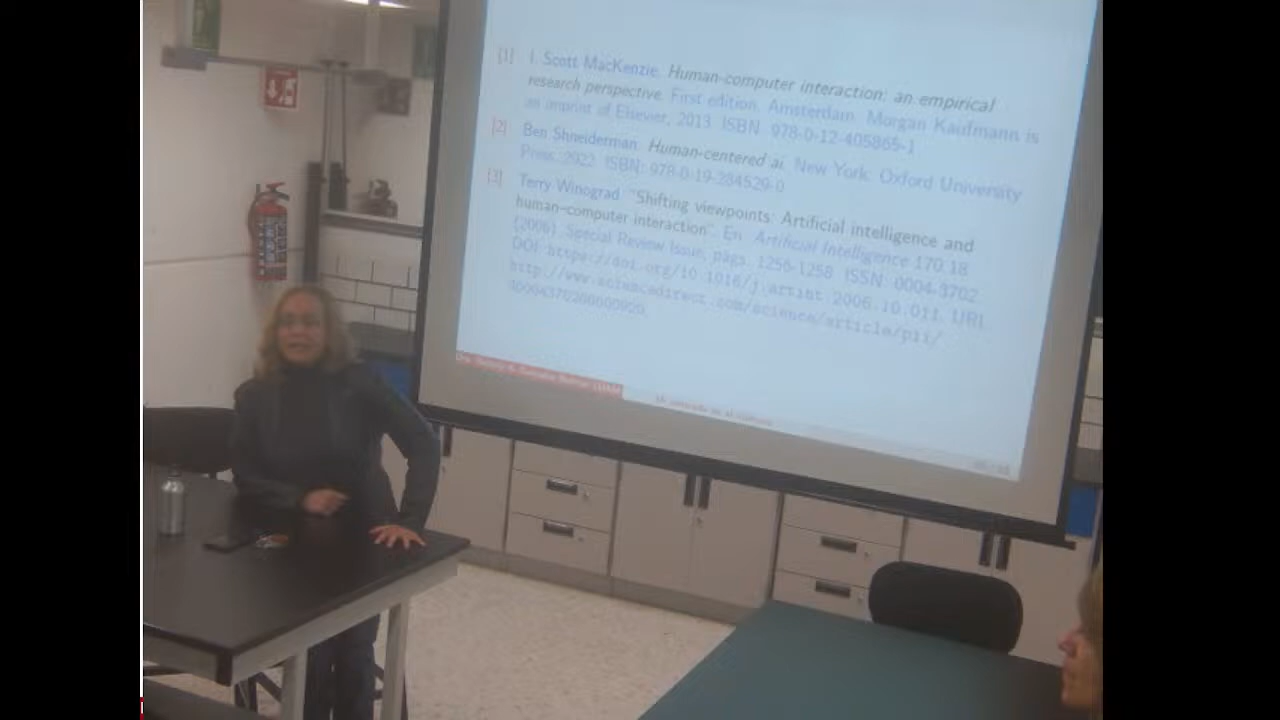 [1] I. Scott MacKenzie. Human-computer interaction: an empirical
research perspective. First edition. Amsterdam: Morgan Kaufmann is
an imprint of Elsevier, 2013. ISBN: 978-0-12-405865-1.
[2] Ben Shneiderman. Human-centered ai. New York: Oxford University
Press, 2022. ISBN: 978-0-19-284529-0.
[3] Terry Winograd. "Shifting viewpoints: Artificial intelligence and
human–computer interaction". En: Artificial Intelligence 170.18
(2006). Special Review Issue, págs. 1256-1258. ISSN: 0004-3702.
DOI: https://doi.org/10.1016/j.artint.2006.10.011. URL:
http://www.sciencedirect.com/science/article/pii/